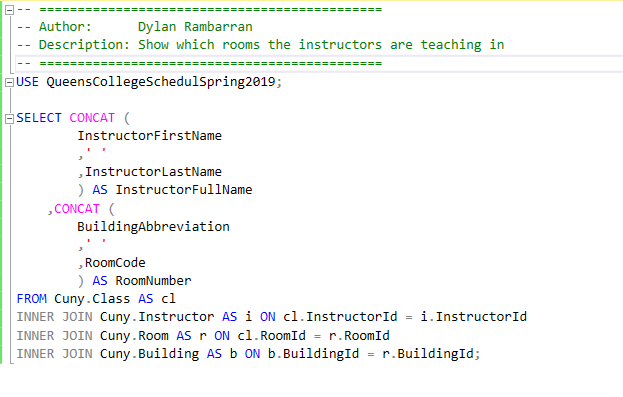 -- =============================================
-- Author:      Dylan Rambarran
-- Description: Show which rooms the instructors are teaching in
-- =============================================
USE QueensCollegeSchedulSpring2019;

SELECT CONCAT (
        InstructorFirstName
        ,' '
        ,InstructorLastName
        ) AS InstructorFullName
    ,CONCAT (
        BuildingAbbreviation
        ,' '
        ,RoomCode
        ) AS RoomNumber
FROM Cuny.Class AS cl
INNER JOIN Cuny.Instructor AS i ON cl.InstructorId = i.InstructorId
INNER JOIN Cuny.Room AS r ON cl.RoomId = r.RoomId
INNER JOIN Cuny.Building AS b ON b.BuildingId = r.BuildingId;